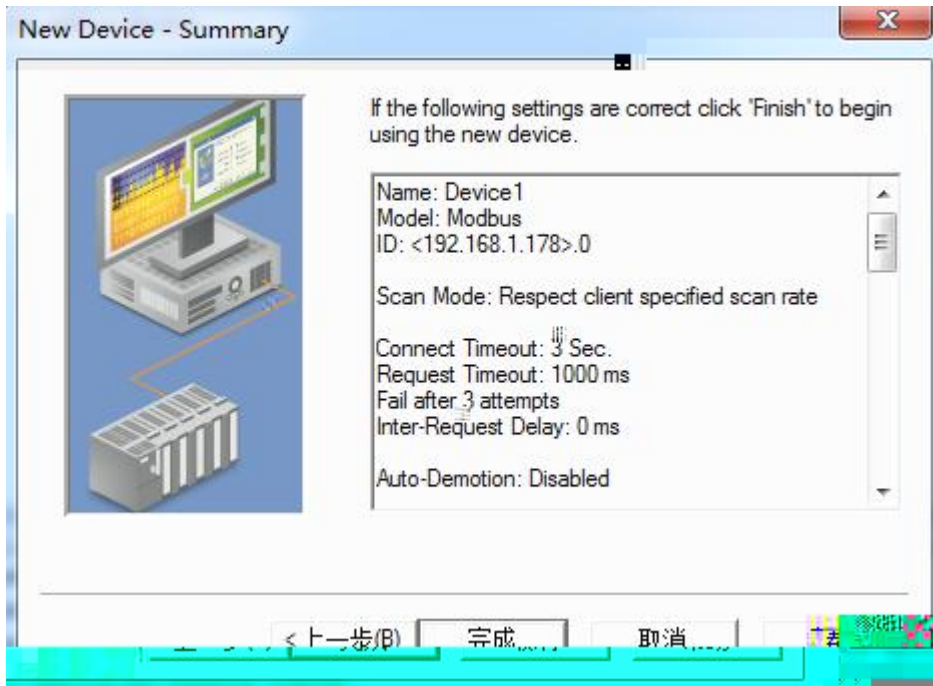 New Device - Summary
If the following settings are correct click 'Finish' to begin
using the new device.
Name: Device1
Model: Modbus
ID: <192.168.1.178>.0
Scan Mode: Respect client specified scan rate
Connect Timeout: 3 Sec.
Request Timeout: 1000 ms
Fail after 3 attempts
Inter-Request Delay: 0 ms
Auto-Demotion: Disabled
<上一步(B) 完成 取消